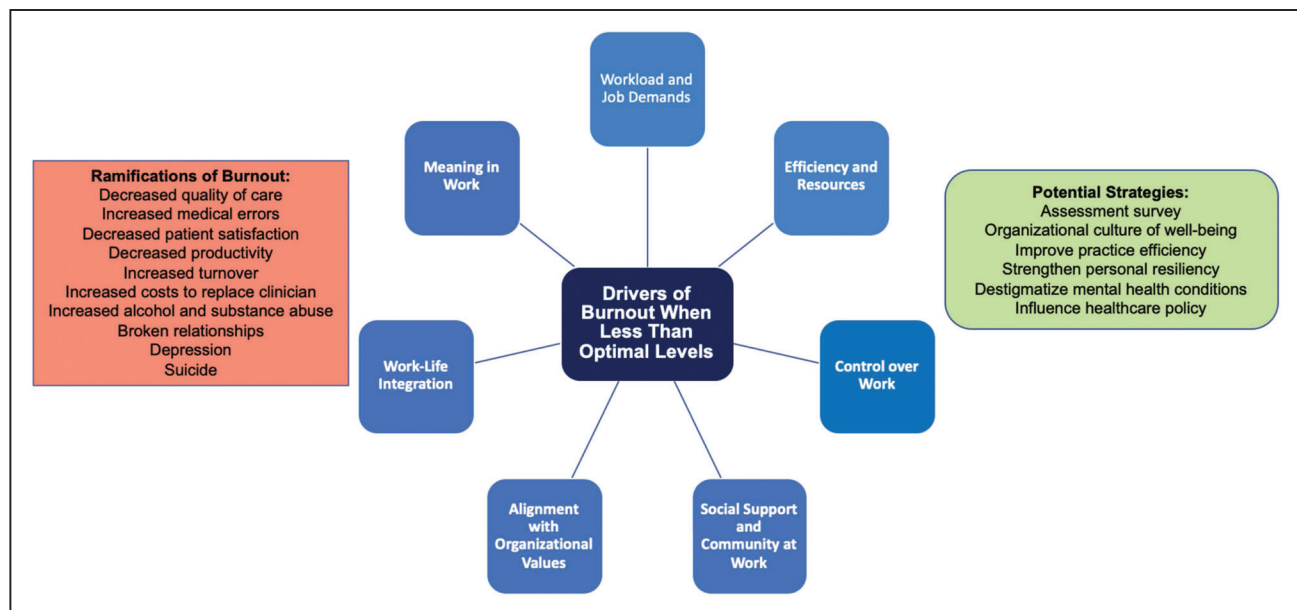 Workload and
Job Demands
Meaning in
Work
Efficiency and
Resources
Ramifications of Burnout:
Decreased quality of care
Increased medical errors
Decreased patient satisfaction
Decreased productivity
Increased turnover
Increased costs to replace clinician
Increased alcohol and substance abuse
Broken relationships
Depression
Suicide
Potential Strategies:
Assessment survey
Organizational culture of well-being
Improve practice efficiency
Strengthen personal resiliency
Destigmatize mental health conditions
Influence healthcare policy
Drivers of
Burnout When
Less Than
Optimal Levels
Work-Life
Integration
Control over
Work
Alignment
with
Organizational
Values
Social Support
and
Community at
Work